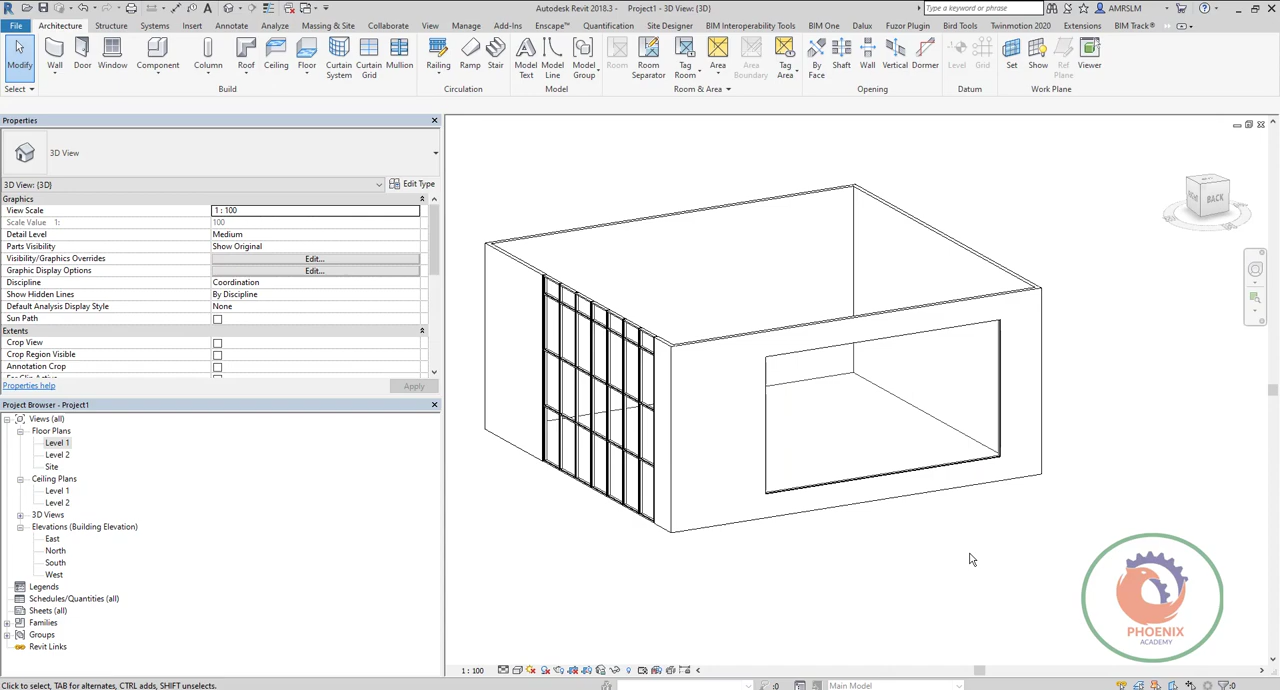 Autodesk Revit 2018.3 - Project1 - 3D View: {3D}
Type a keyword or phrase
AMRSLM
File Architecture Structure Systems Insert Annotate Analyze Massing & Site Collaborate View Manage Add-Ins Enscape™ Quantification Site Designer BIM Interoperability Tools BIM One Dalux Fuzor Plugin Bird Tools Twinmotion 2020 Extensions BIM Track® Modify
Modify Wall Door Window Component Column Roof Ceiling Floor Curtain System Curtain Grid Mullion Railing Ramp Stair Model Text Model Line Model Group Room Room Separator Tag Room Area Area Boundary Tag Area By Face Shaft Wall Vertical Dormer Level Grid Set Show Ref Plane Viewer
Select Build Circulation Model Room & Area Opening Datum Work Plane
Properties
3D View
3D View: {3D} Edit Type
Graphics
View Scale 1 : 100
Scale Value 1: 100
Detail Level Medium
Parts Visibility Show Original
Visibility/Graphics Overrides Edit...
Graphic Display Options Edit...
Discipline Coordination
Show Hidden Lines By Discipline
Default Analysis Display Style None
Sun Path
Extents
Crop View
Crop Region Visible
Annotation Crop
Properties help Apply
Project Browser - Project1
Views (all)
Floor Plans
Level 1
Level 2
Site
Ceiling Plans
Level 1
Level 2
3D Views
Elevations (Building Elevation)
East
North
South
West
Legends
Schedules/Quantities (all)
Sheets (all)
Families
Groups
Revit Links
BACK
PHOENIX
ACADEMY
1 : 100
Click to select, TAB for alternates, CTRL adds, SHIFT unselects.
:0 Main Model :0